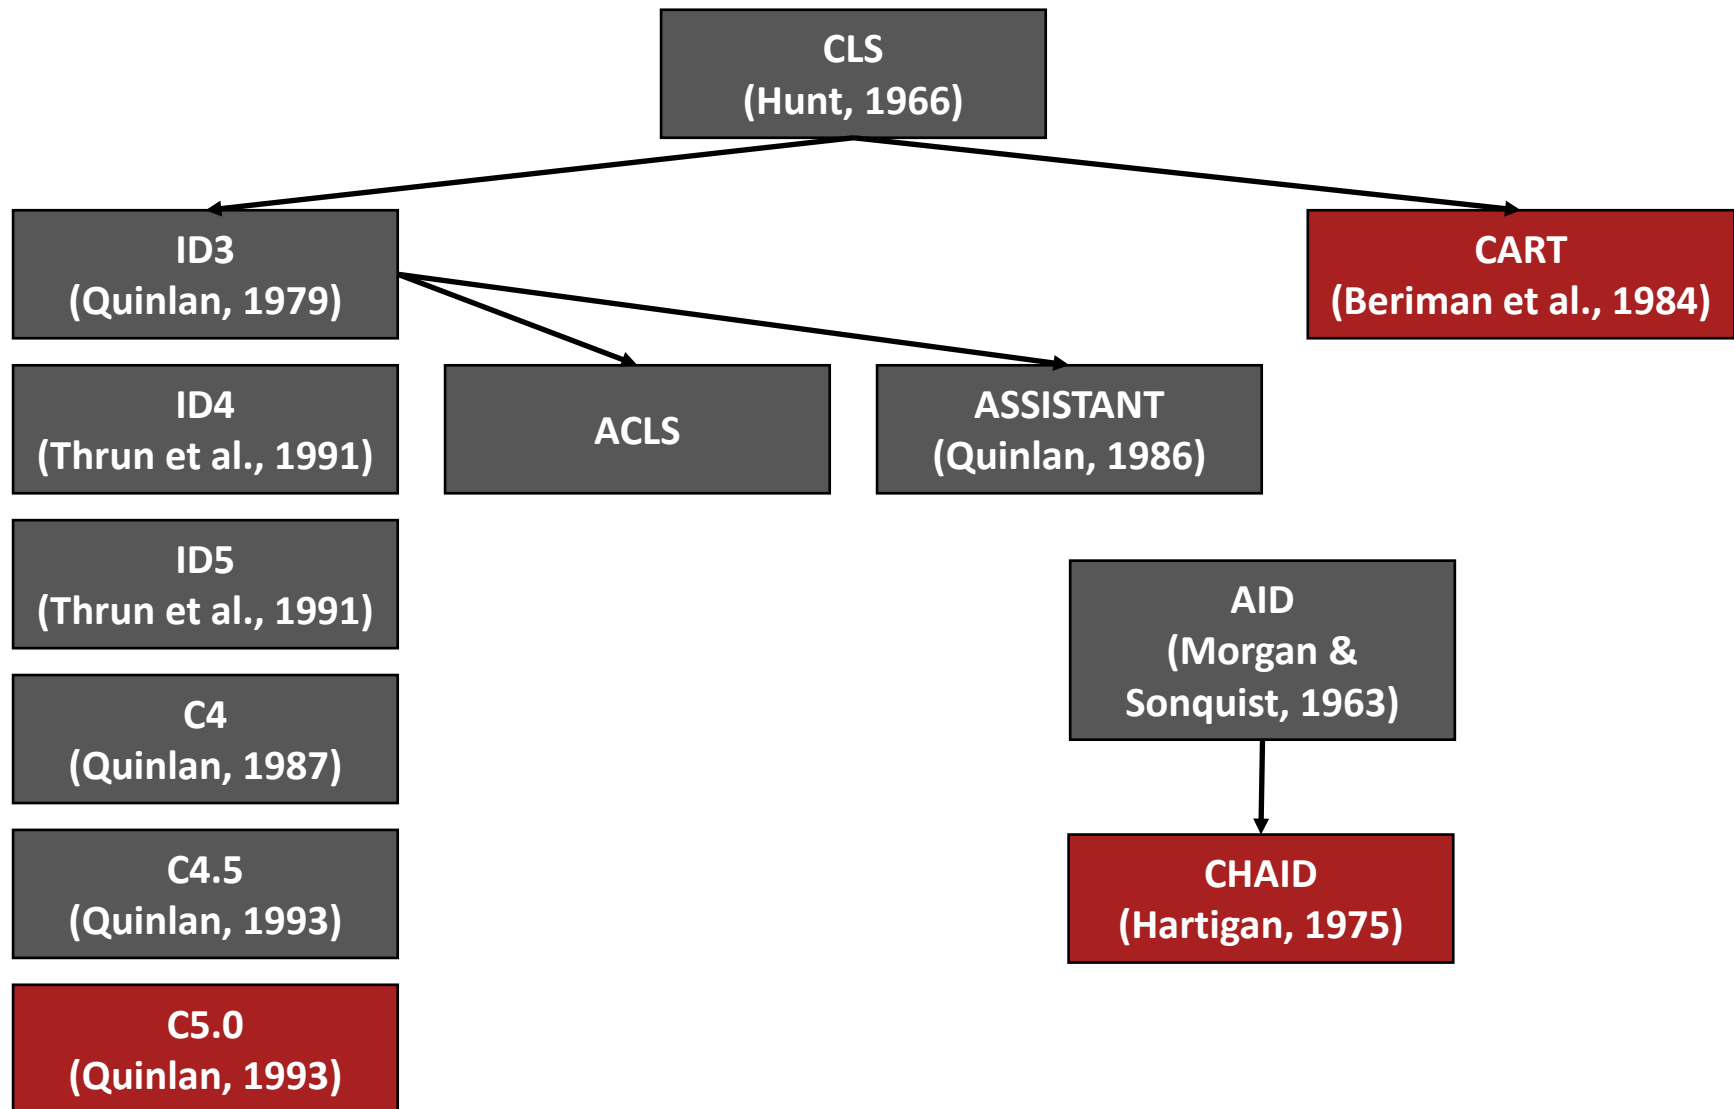 CLS
(Hunt, 1966)
ID3
(Quinlan, 1979)
CART
(Beriman et al., 1984)
ID4
(Thrun et al., 1991)
ACLS
ASSISTANT
(Quinlan, 1986)
ID5
(Thrun et al., 1991)
AID
(Morgan &
Sonquist, 1963)
C4
(Quinlan, 1987)
C4.5
(Quinlan, 1993)
CHAID
(Hartigan, 1975)
C5.0
(Quinlan, 1993)